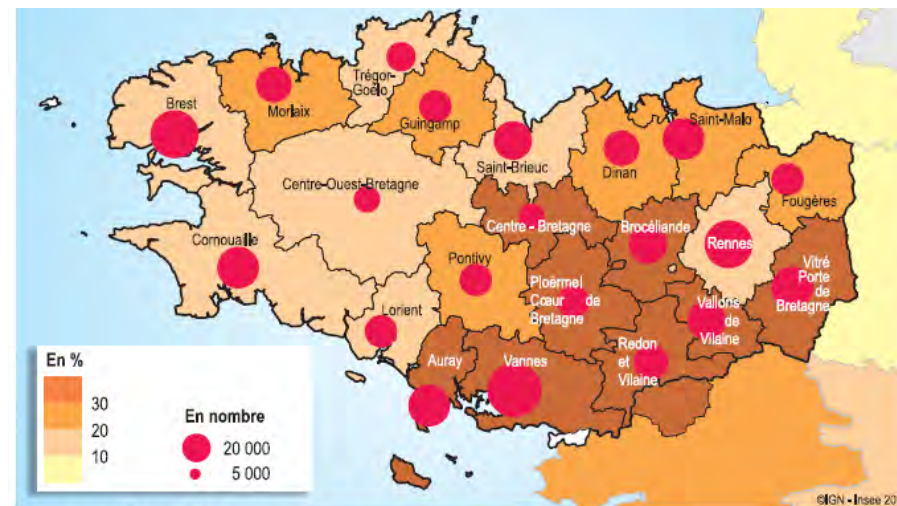 Trégor-
Goëlo
Brest
Morlaix
Guingamp
Saint-Malo
Saint-Brieuc
Dinan
Fougères
Centre-Ouest-Bretagne
Centre - Bretagne
Brocéliande
Rennes
Cornouaille
Pontivy
Ploërmel
Cœur de
Bretagne
Vitré
Porte
de
Bretagne
Vallons
de
Vilaine
Lorient
Auray
Vannes
Redon
et
Vilaine
En %
30
20
10
En nombre
20 000
5 000
©IGN - Insee 20